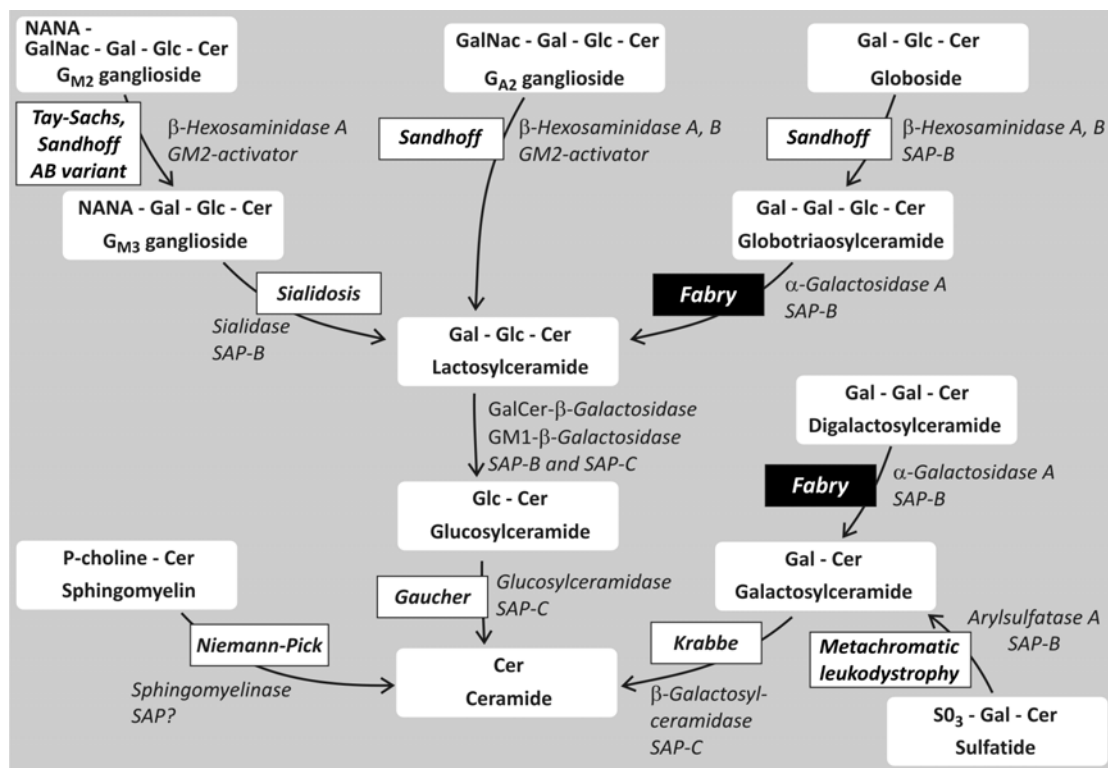 NANA -
GalNac - Gal - Glc - Cer
GM2 ganglioside
GalNac - Gal - Glc - Cer
GA2 ganglioside
Gal - Glc - Cer
Globoside
Tay-Sachs,
Sandhoff
AB variant
β-Hexosaminidase A
GM2-activator
Sandhoff
β-Hexosaminidase A, B
GM2-activator
Sandhoff
β-Hexosaminidase A, B
SAP-B
NANA - Gal - Glc - Cer
GM3 ganglioside
Gal - Gal - Glc - Cer
Globotriaosylceramide
Sialidosis
Sialidase
SAP-B
Fabry
α-Galactosidase A
SAP-B
Gal - Glc - Cer
Lactosylceramide
GalCer-β-Galactosidase
GM1-β-Galactosidase
SAP-B and SAP-C
Gal - Gal - Cer
Digalactosylceramide
Fabry
α-Galactosidase A
SAP-B
Glc - Cer
Glucosylceramide
P-choline - Cer
Sphingomyelin
Gal - Cer
Galactosylceramide
Gaucher
Glucosylceramidase
SAP-C
Niemann-Pick
Sphingomyelinase
SAP?
Krabbe
β-Galactosyl-
ceramidase
SAP-C
Metachromatic
leukodystrophy
Arylsulfatase A
SAP-B
Cer
Ceramide
S03 - Gal - Cer
Sulfatide